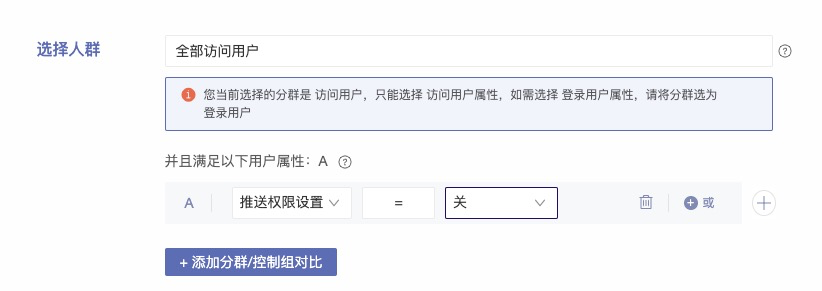 选择人群
全部访问用户
您当前选择的分群是 访问用户，只能选择 访问用户属性，如需选择 登录用户属性，请将分群选为
登录用户
并且满足以下用户属性：A
A 推送权限设置 = 关 或
+ 添加分群/控制组对比